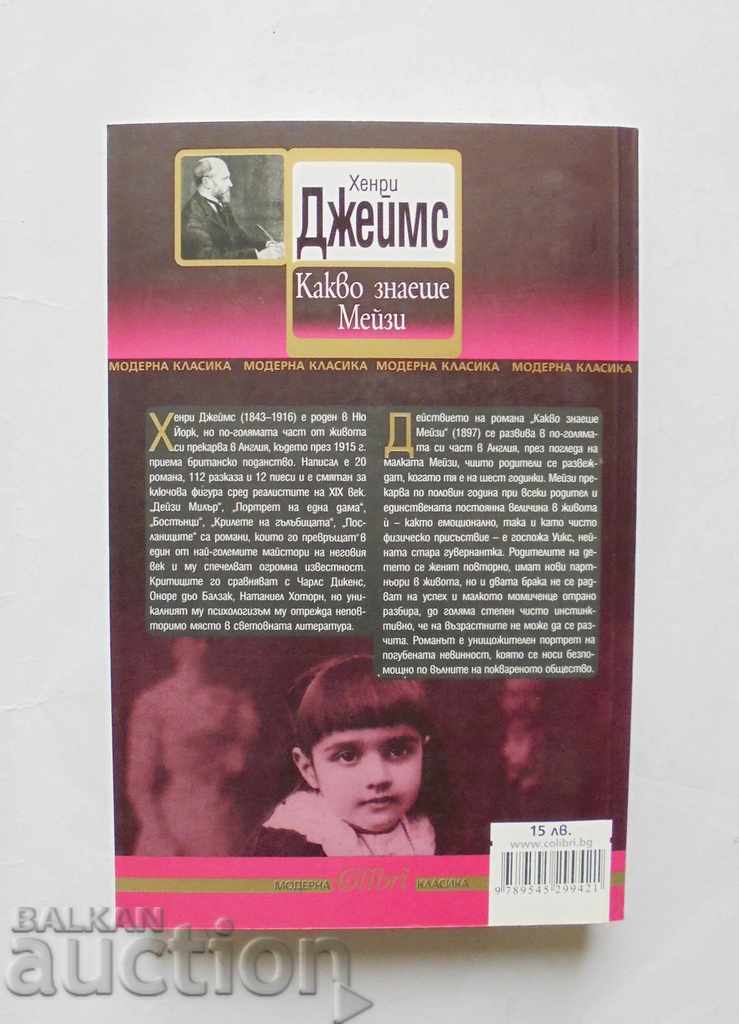 Хенри
Джеймс
Какво знаеше
Мейзи
МОДЕРНА КЛАСИКА МОДЕРНА КЛАСИКА МОДЕРНА КЛАСИКА МОДЕРНА КЛАСИКА
Хенри Джеймс (1843–1916) е роден в Ню
Йорк, но по-голямата част от живота
си прекарва в Англия, където през 1915 г.
приема британско поданство. Написал е 20
романа, 112 разказа и 12 пиеси и е смятан за
ключова фигура сред реалистите на XIX век.
„Дейзи Милър", „Портрет на една дама",
„Бостънци", „Крилете на гълъбицата", „Пос-
ланиците" са романи, които го превръщат в
един от най-големите майстори на неговия
век и му спечелват огромна известност.
Критиците го сравняват с Чарлс Дикенс,
Оноре дьо Балзак, Натаниел Хоторн, но уни-
калният му психологизъм му отрежда непов-
торимо място в световната литература.
Действието на романа „Какво знаеше
Мейзи" (1897) се развива в по-голяма-
та си част в Англия, през погледа на
малката Мейзи, чиито родители се развеж-
дат, когато тя е на шест годинки. Мейзи пре-
карва по половин година при всеки родител и
единствената постоянна величина в живота
ѝ – както емоционално, така и като чисто
физическо присъствие – е госпожа Уикс, ней-
ната стара гувернантка. Родителите на де-
тето се женят повторно, имат нови парт-
ньори в живота, но и двата брака не се рад-
ват на успех и малкото момиченце отрано
разбира, до голяма степен чисто инстинк-
тивно, че на възрастните не може да се раз-
чита. Романът е унищожителен портрет на
погубената невинност, която се носи безпо-
мощно по вълните на поквареното общество.
15 лв.
www.colibri.bg
9 789545 299421
МОДЕРНА Colibri КЛАСИКА
BALKAN
auction